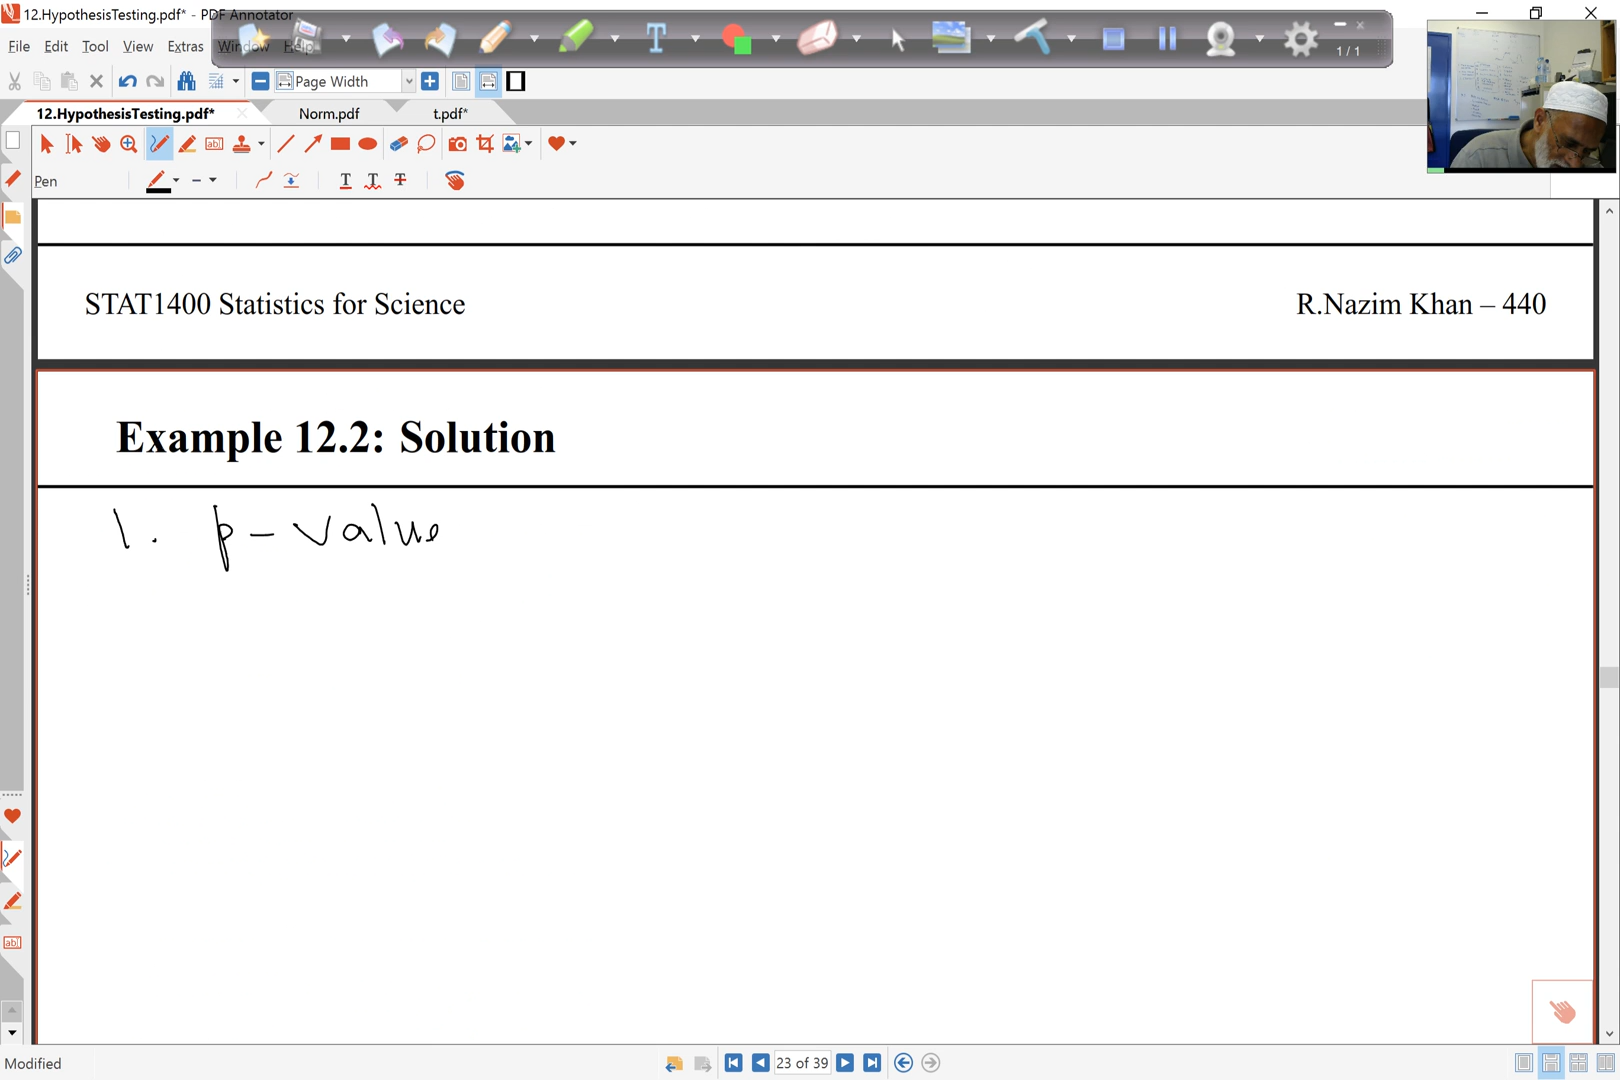 12.HypothesisTesting.pdf* - PDF Annotator
File Edit Tool View Extras Window Help
1 / 1
Page Width
12.HypothesisTesting.pdf* Norm.pdf t.pdf*
Pen
STAT1400 Statistics for Science
R.Nazim Khan – 440
Example 12.2: Solution
1. p - value
Modified
23 of 39